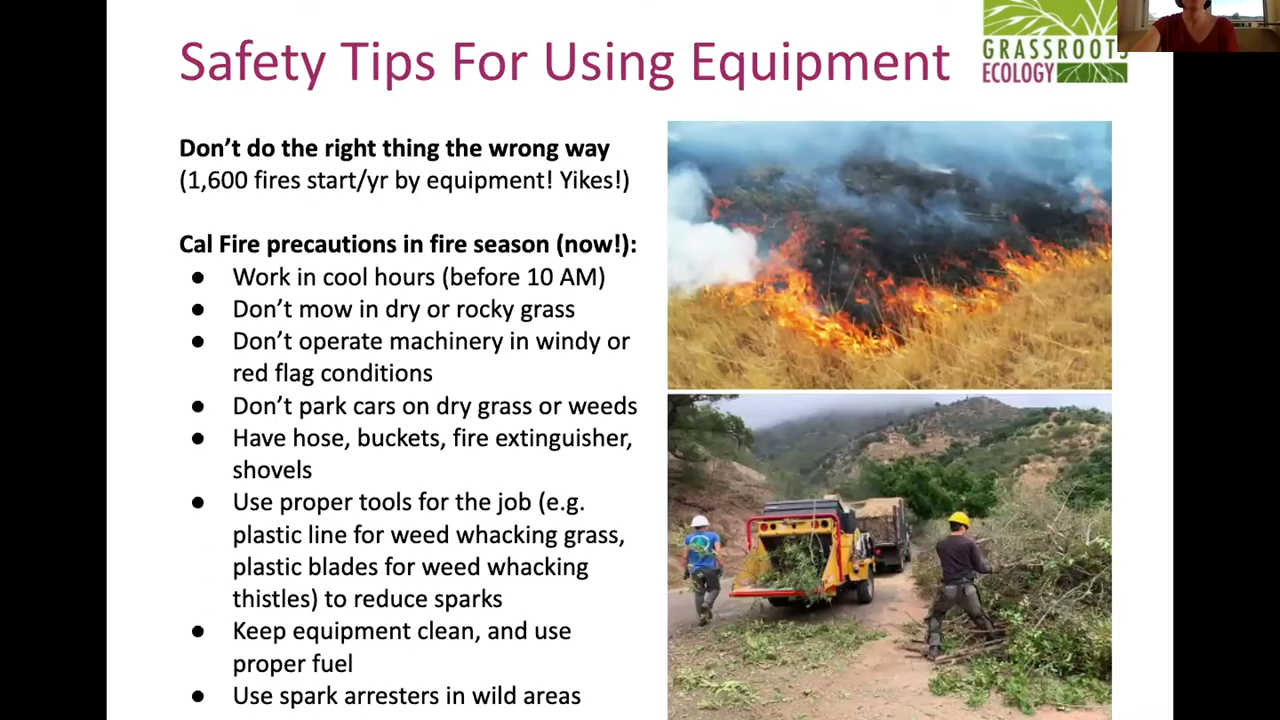 Safety Tips For Using Equipment
GRASSROOTS
ECOLOGY
Don’t do the right thing the wrong way
(1,600 fires start/yr by equipment! Yikes!)
Cal Fire precautions in fire season (now!):
● Work in cool hours (before 10 AM)
● Don’t mow in dry or rocky grass
● Don’t operate machinery in windy or
red flag conditions
● Don’t park cars on dry grass or weeds
● Have hose, buckets, fire extinguisher,
shovels
● Use proper tools for the job (e.g.
plastic line for weed whacking grass,
plastic blades for weed whacking
thistles) to reduce sparks
● Keep equipment clean, and use
proper fuel
● Use spark arresters in wild areas